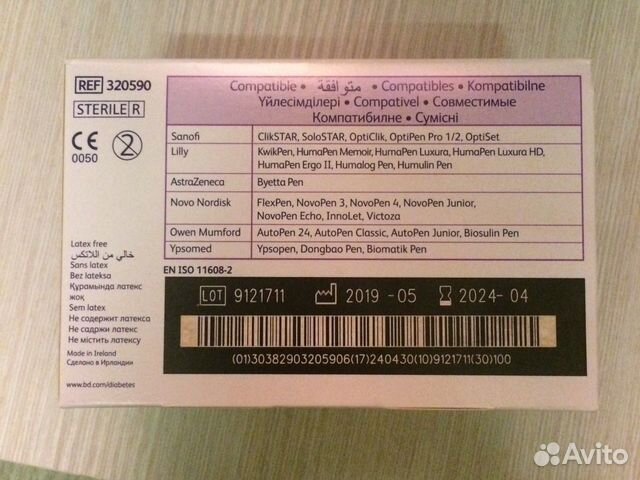 REF 320590
STERILE R
CE
0050
2
Compatible • متوافقة • Compatibles • Kompatibilne
Үйлесімділері • Compativel • Совместимые
Компатибилне • Сумісні
Sanofi ClikSTAR, SoloSTAR, OptiClik, OptiPen Pro 1/2, OptiSet
Lilly KwikPen, HumaPen Memoir, HumaPen Luxura, HumaPen Luxura HD,
HumaPen Ergo II, Humalog Pen, Humulin Pen
AstraZeneca Byetta Pen
Novo Nordisk FlexPen, NovoPen 3, NovoPen 4, NovoPen Junior,
NovoPen Echo, InnoLet, Victoza
Owen Mumford AutoPen 24, AutoPen Classic, AutoPen Junior, Biosulin Pen
Ypsomed Ypsopen, Dongbao Pen, Biomatik Pen
EN ISO 11608-2
Latex free
خالي من اللاتكس
Sans latex
Bez lateksa
Құрамында латекс
жоқ
Sem latex
Не содержит латекса
Не садржи латекс
Не містить латексу
Made in Ireland
Сделано в Ирландии
www.bd.com/diabetes
LOT 9121711 2019 -05 2024- 04
(01)30382903205906(17)240430(10)9121711(30)100
Avito